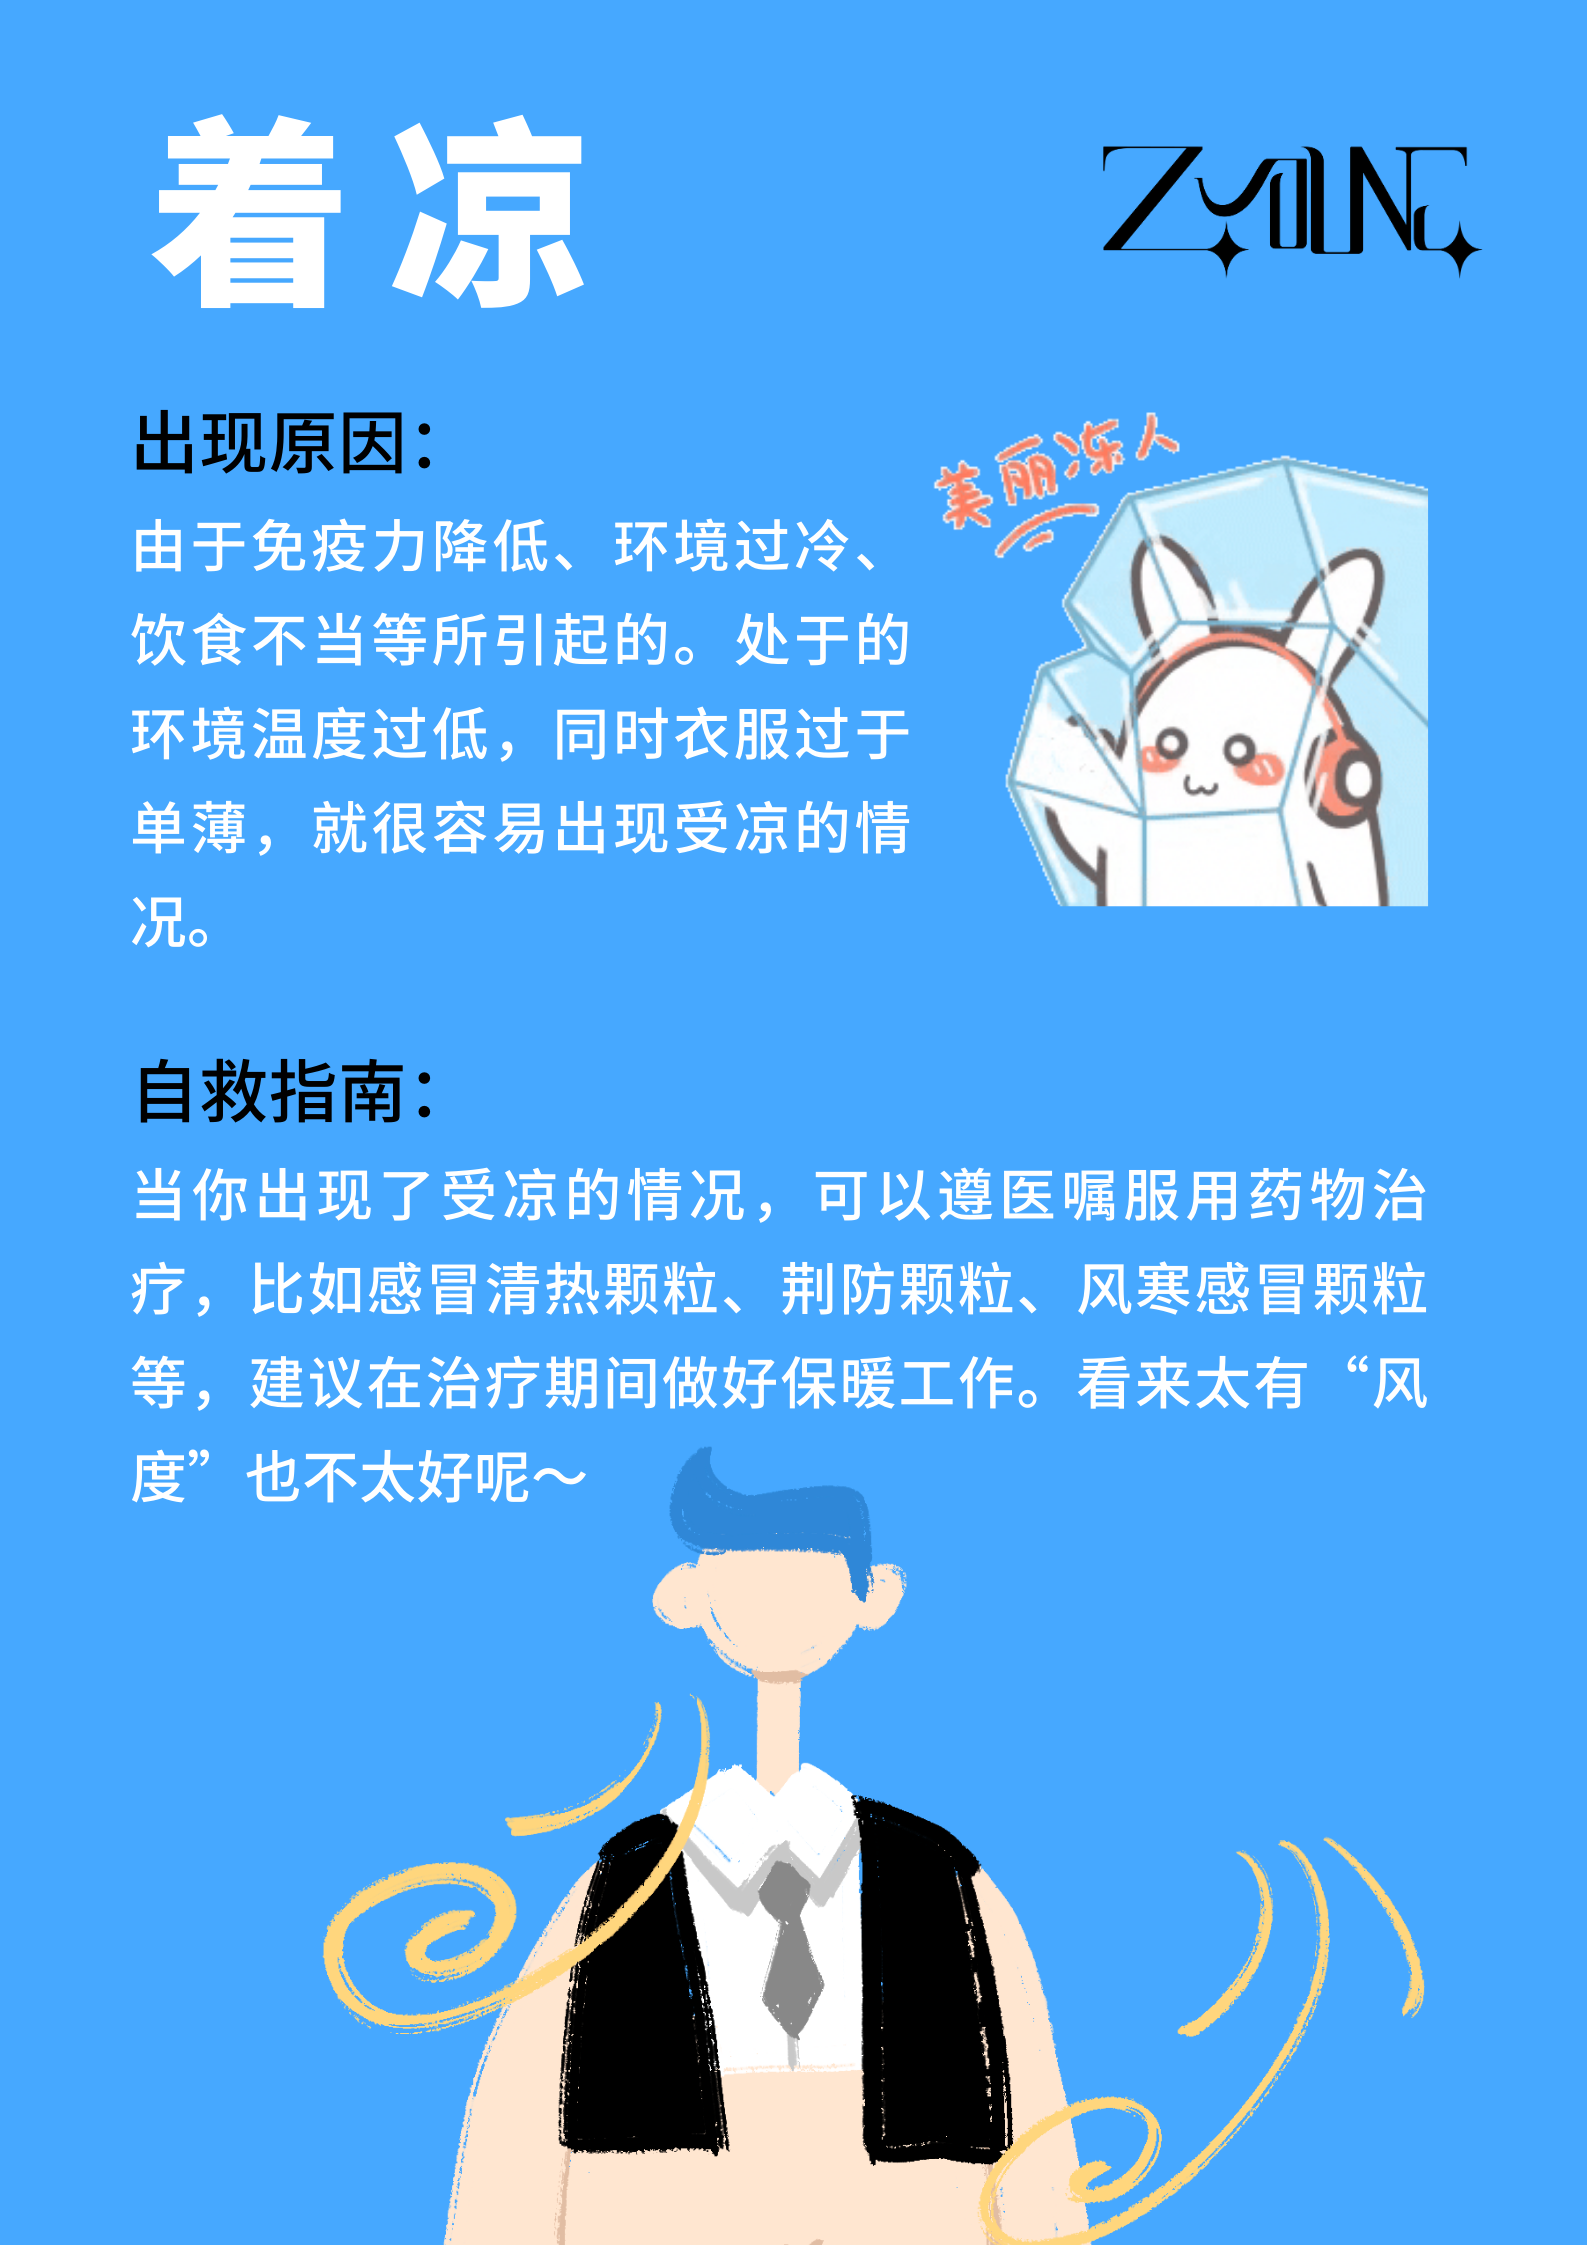 着凉
ZYOUNG
出现原因：
美丽冻人
由于免疫力降低、环境过冷、
饮食不当等所引起的。处于的
环境温度过低，同时衣服过于
单薄，就很容易出现受凉的情
况。
自救指南：
当你出现了受凉的情况，可以遵医嘱服用药物治
疗，比如感冒清热颗粒、荆防颗粒、风寒感冒颗粒
等，建议在治疗期间做好保暖工作。看来太有“风
度”也不太好呢～